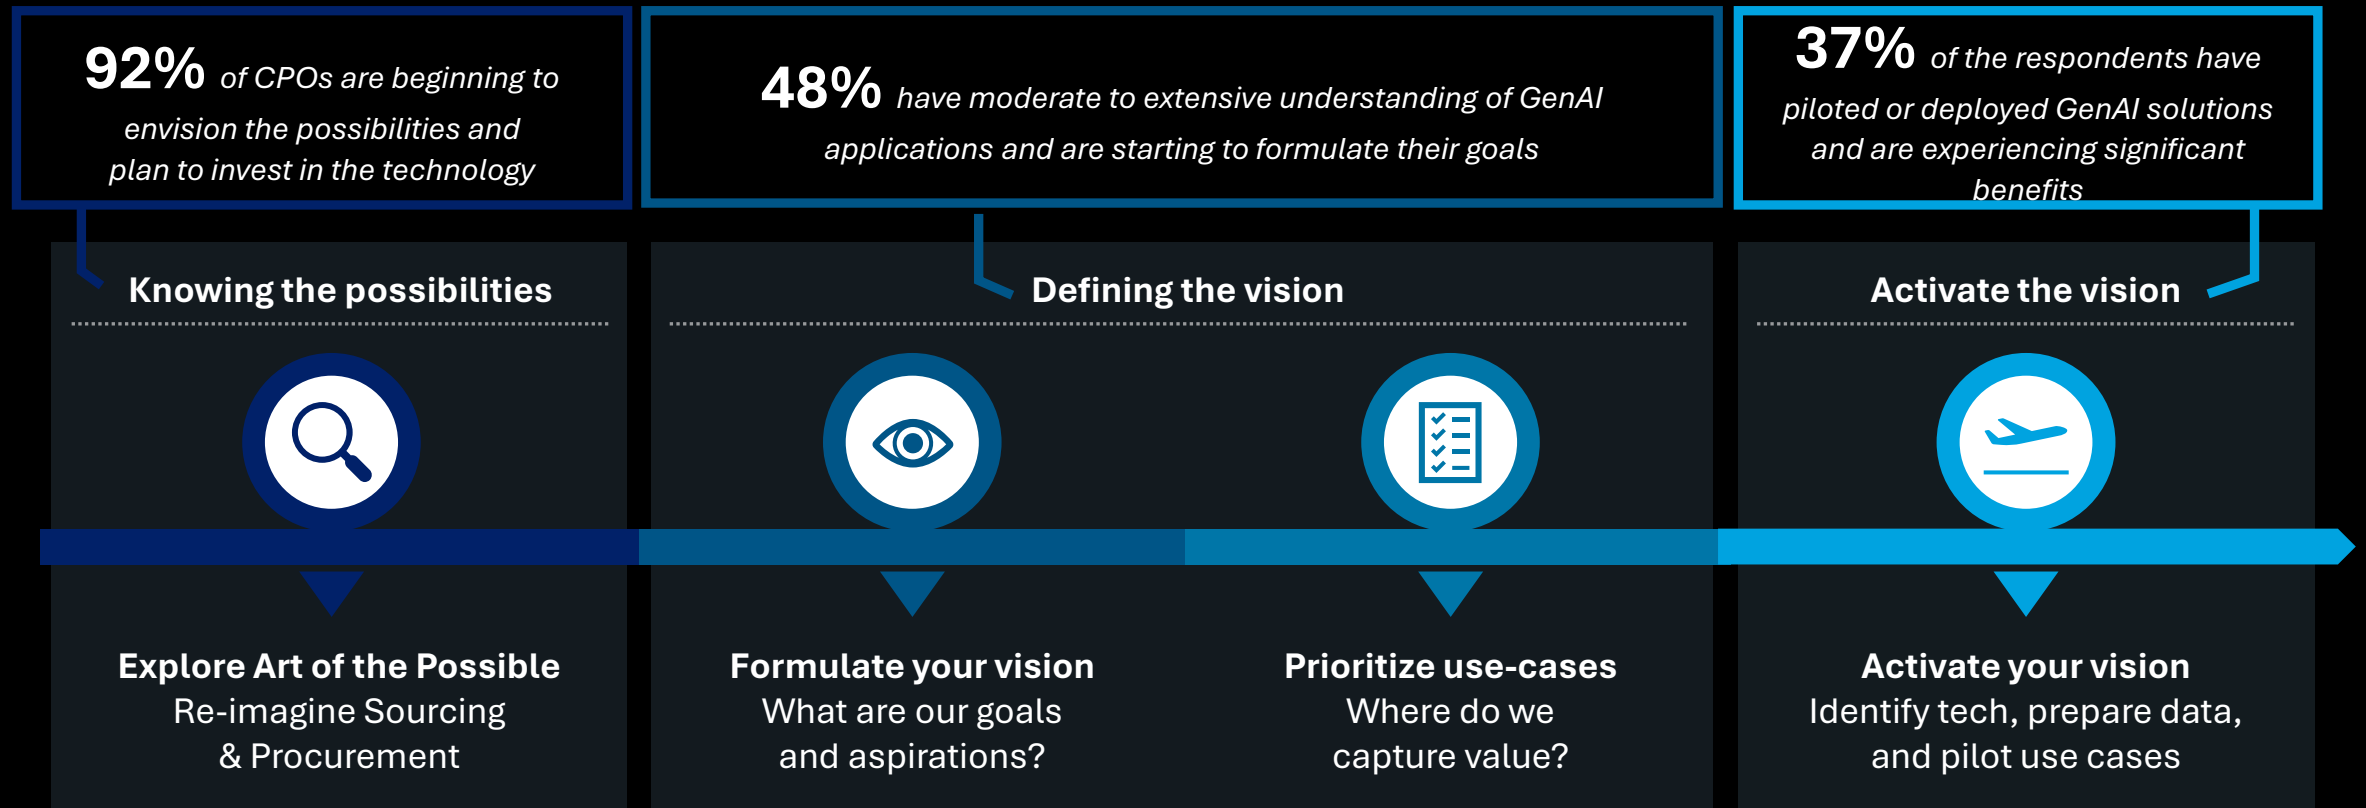 92% of CPOs are beginning to
envision the possibilities and
plan to invest in the technology
48% have moderate to extensive understanding of GenAI
applications and are starting to formulate their goals
37% of the respondents have
piloted or deployed GenAI solutions
and are experiencing significant
benefits
Knowing the possibilities
Defining the vision
Activate the vision
Explore Art of the Possible
Re-imagine Sourcing
& Procurement
Formulate your vision
What are our goals
and aspirations?
Prioritize use-cases
Where do we
capture value?
Activate your vision
Identify tech, prepare data,
and pilot use cases